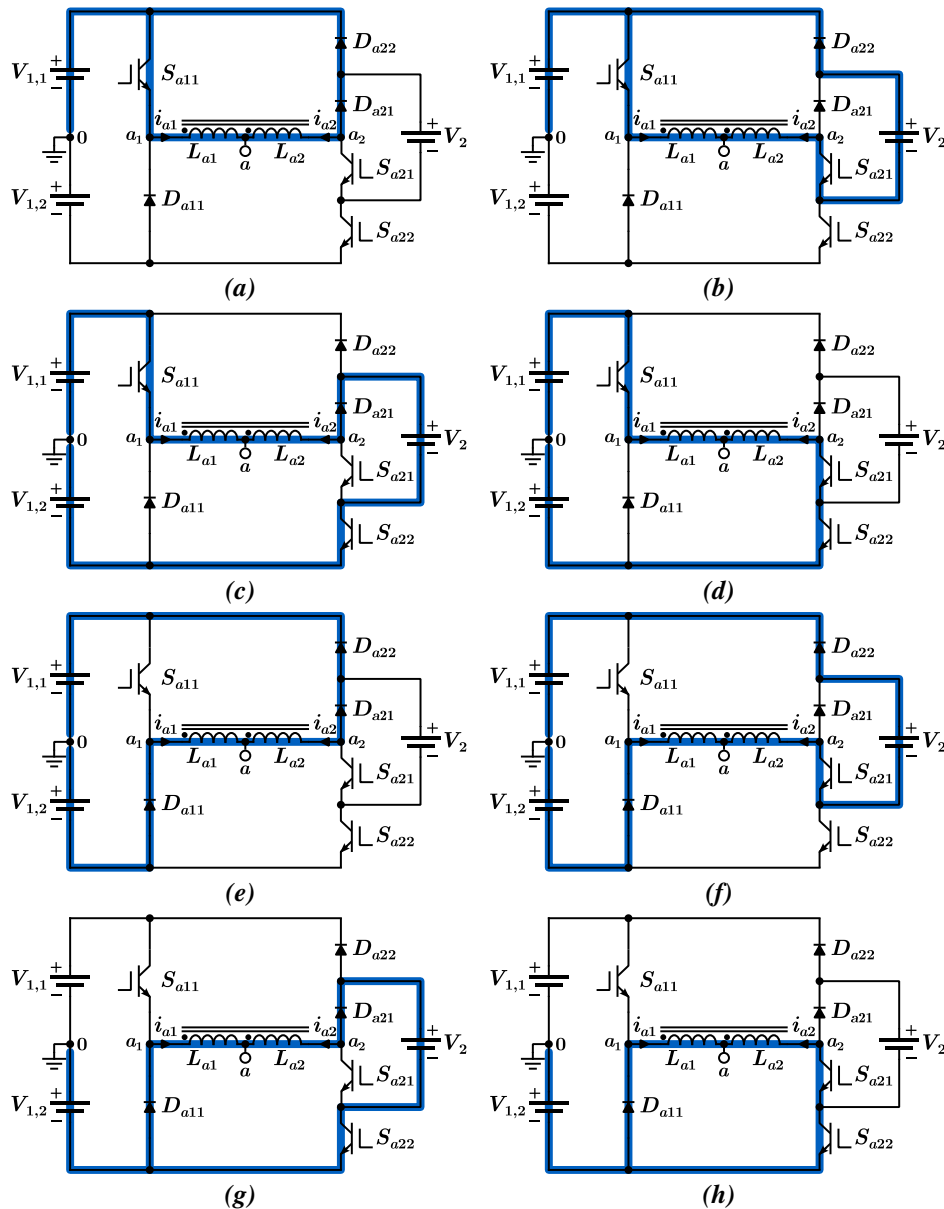 + V1,1 − Sa11 Da22 + V1,1 − Sa11 Da22
ia1 ia2 Da21 ia1 ia2 Da21
0 a1 a2 + V2 − 0 a1 a2 + V2 −
La1 a La2 Sa21 La1 a La2 Sa21
+ V1,2 − Da11 Sa22 + V1,2 − Da11 Sa22
(a) (b)
+ V1,1 − Sa11 Da22 + V1,1 − Sa11 Da22
ia1 ia2 Da21 ia1 ia2 Da21
0 a1 a2 + V2 − 0 a1 a2 + V2 −
La1 a La2 Sa21 La1 a La2 Sa21
+ V1,2 − Da11 Sa22 + V1,2 − Da11 Sa22
(c) (d)
+ V1,1 − Sa11 Da22 + V1,1 − Sa11 Da22
ia1 ia2 Da21 ia1 ia2 Da21
0 a1 a2 + V2 − 0 a1 a2 + V2 −
La1 a La2 Sa21 La1 a La2 Sa21
+ V1,2 − Da11 Sa22 + V1,2 − Da11 Sa22
(e) (f)
+ V1,1 − Sa11 Da22 + V1,1 − Sa11 Da22
ia1 ia2 Da21 ia1 ia2 Da21
0 a1 a2 + V2 − 0 a1 a2 + V2 −
La1 a La2 Sa21 La1 a La2 Sa21
+ V1,2 − Da11 Sa22 + V1,2 − Da11 Sa22
(g) (h)